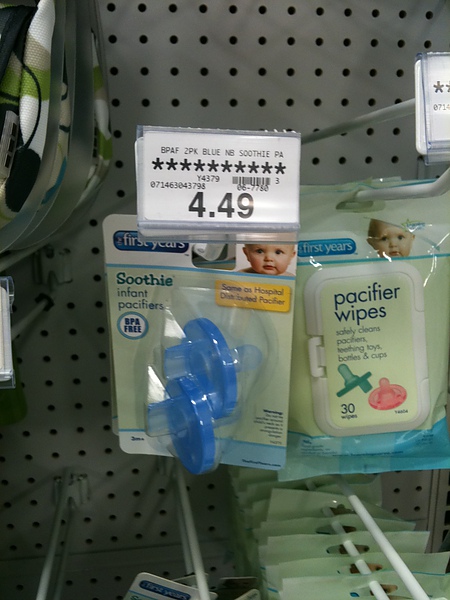 BPAF 2PK BLUE NB SOOTHIE PA
**********
Y4379
3
071463043798
06-7780
4.49
**
0714
the first years
Soothie
infant
pacifiers
BPA
FREE
Same as Hospital
Distributed Pacifier
first years
pacifier
wipes
safely cleans
pacifiers,
teething toys,
bottles & cups
30
wipes